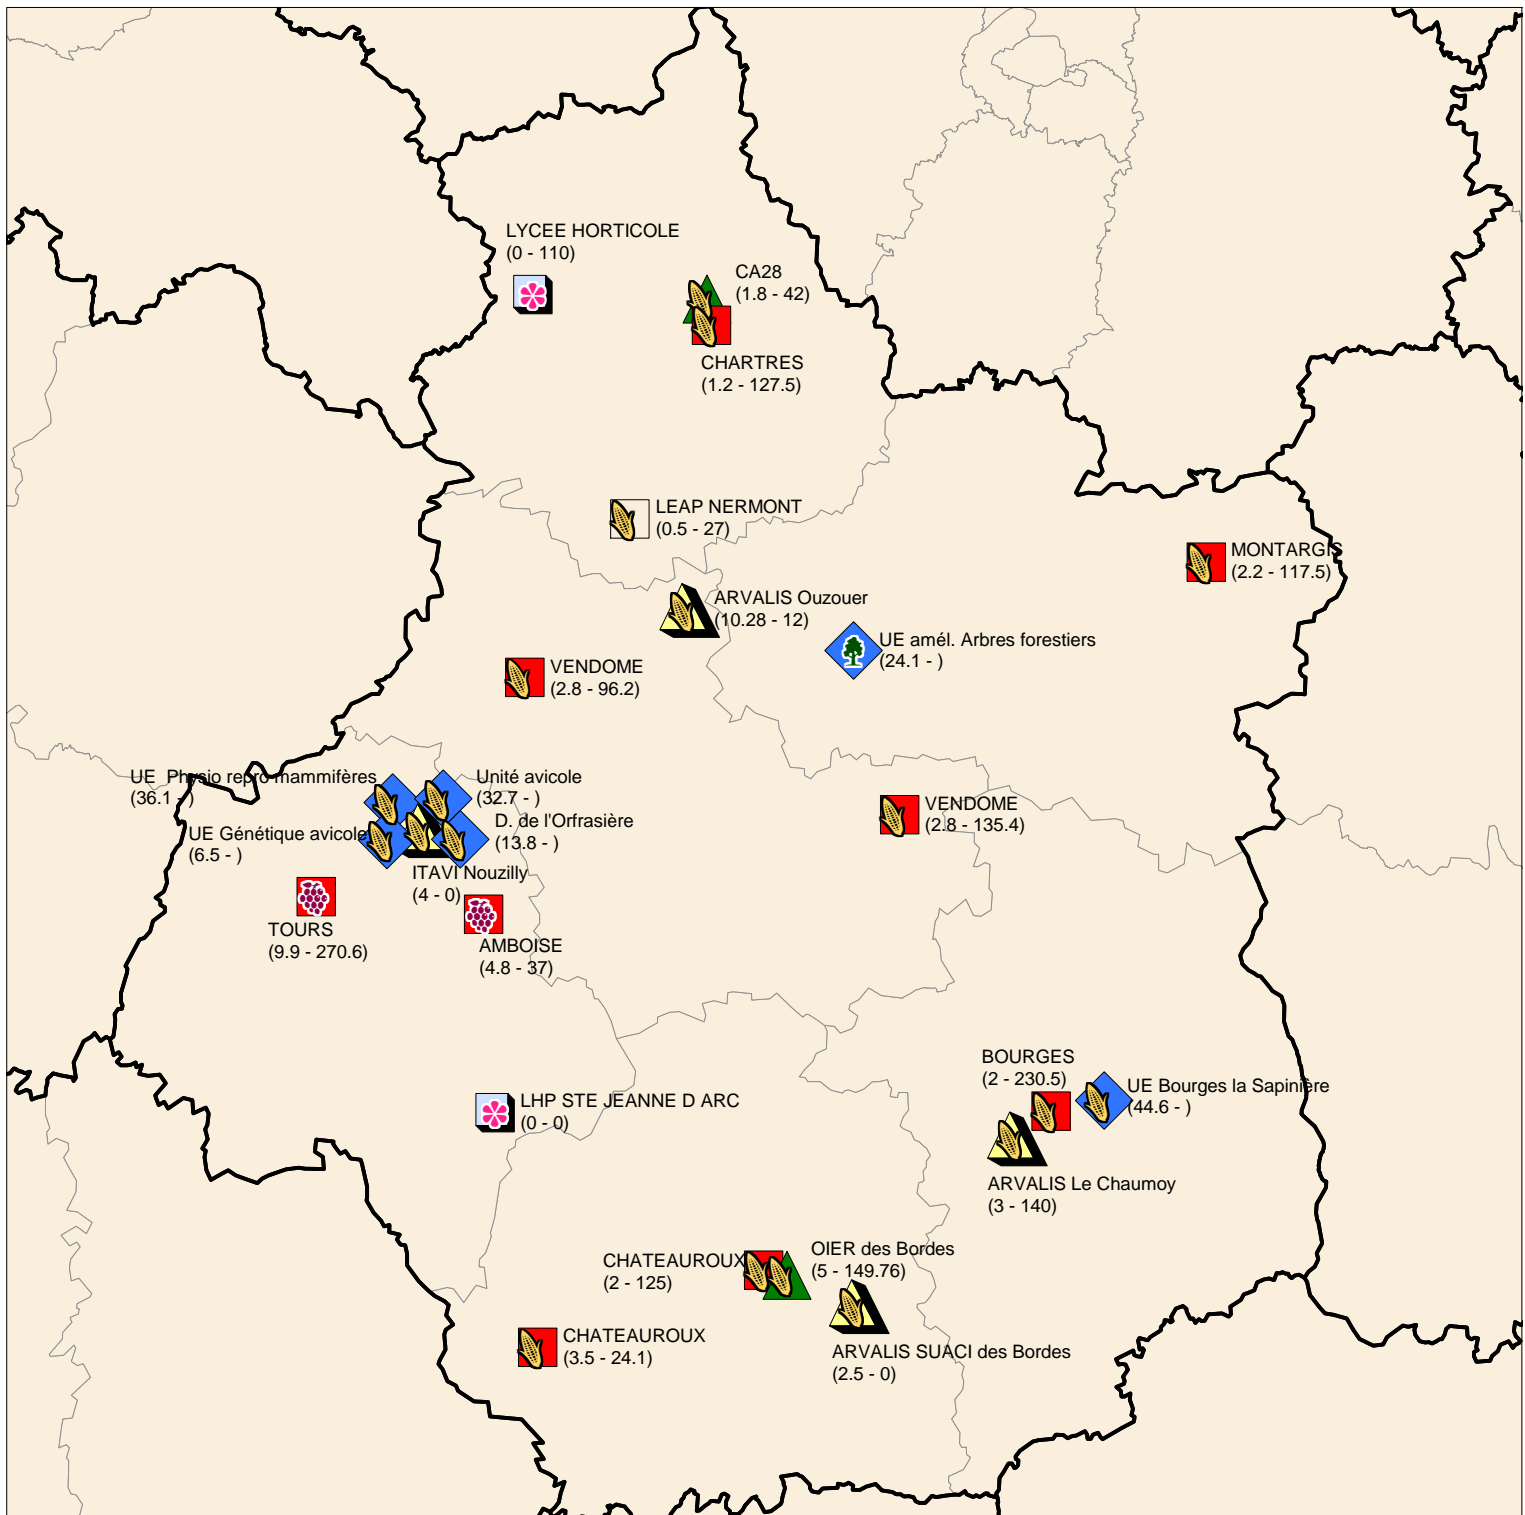 LYCEE HORTICOLE
(0 - 110)
CA28
(1.8 - 42)
CHARTRES
(1.2 - 127.5)
LEAP NERMONT
(0.5 - 27)
MONTARGIS
(2.2 - 117.5)
ARVALIS Ouzouer
(10.28 - 12)
UE amél. Arbres forestiers
(24.1 - )
VENDOME
(2.8 - 96.2)
UE Physio repro mammifères
(36.1 - )
Unité avicole
(32.7 - )
VENDOME
(2.8 - 135.4)
D. de l'Orfrasière
(13.8 - )
UE Génétique avicole
(6.5 - )
ITAVI Nouzilly
(4 - 0)
TOURS
(9.9 - 270.6)
AMBOISE
(4.8 - 37)
BOURGES
(2 - 230.5)
UE Bourges la Sapinière
(44.6 - )
LHP STE JEANNE D ARC
(0 - 0)
ARVALIS Le Chaumoy
(3 - 140)
OIER des Bordes
(5 - 149.76)
CHATEAUROUX
(2 - 125)
CHATEAUROUX
(3.5 - 24.1)
ARVALIS SUACI des Bordes
(2.5 - 0)